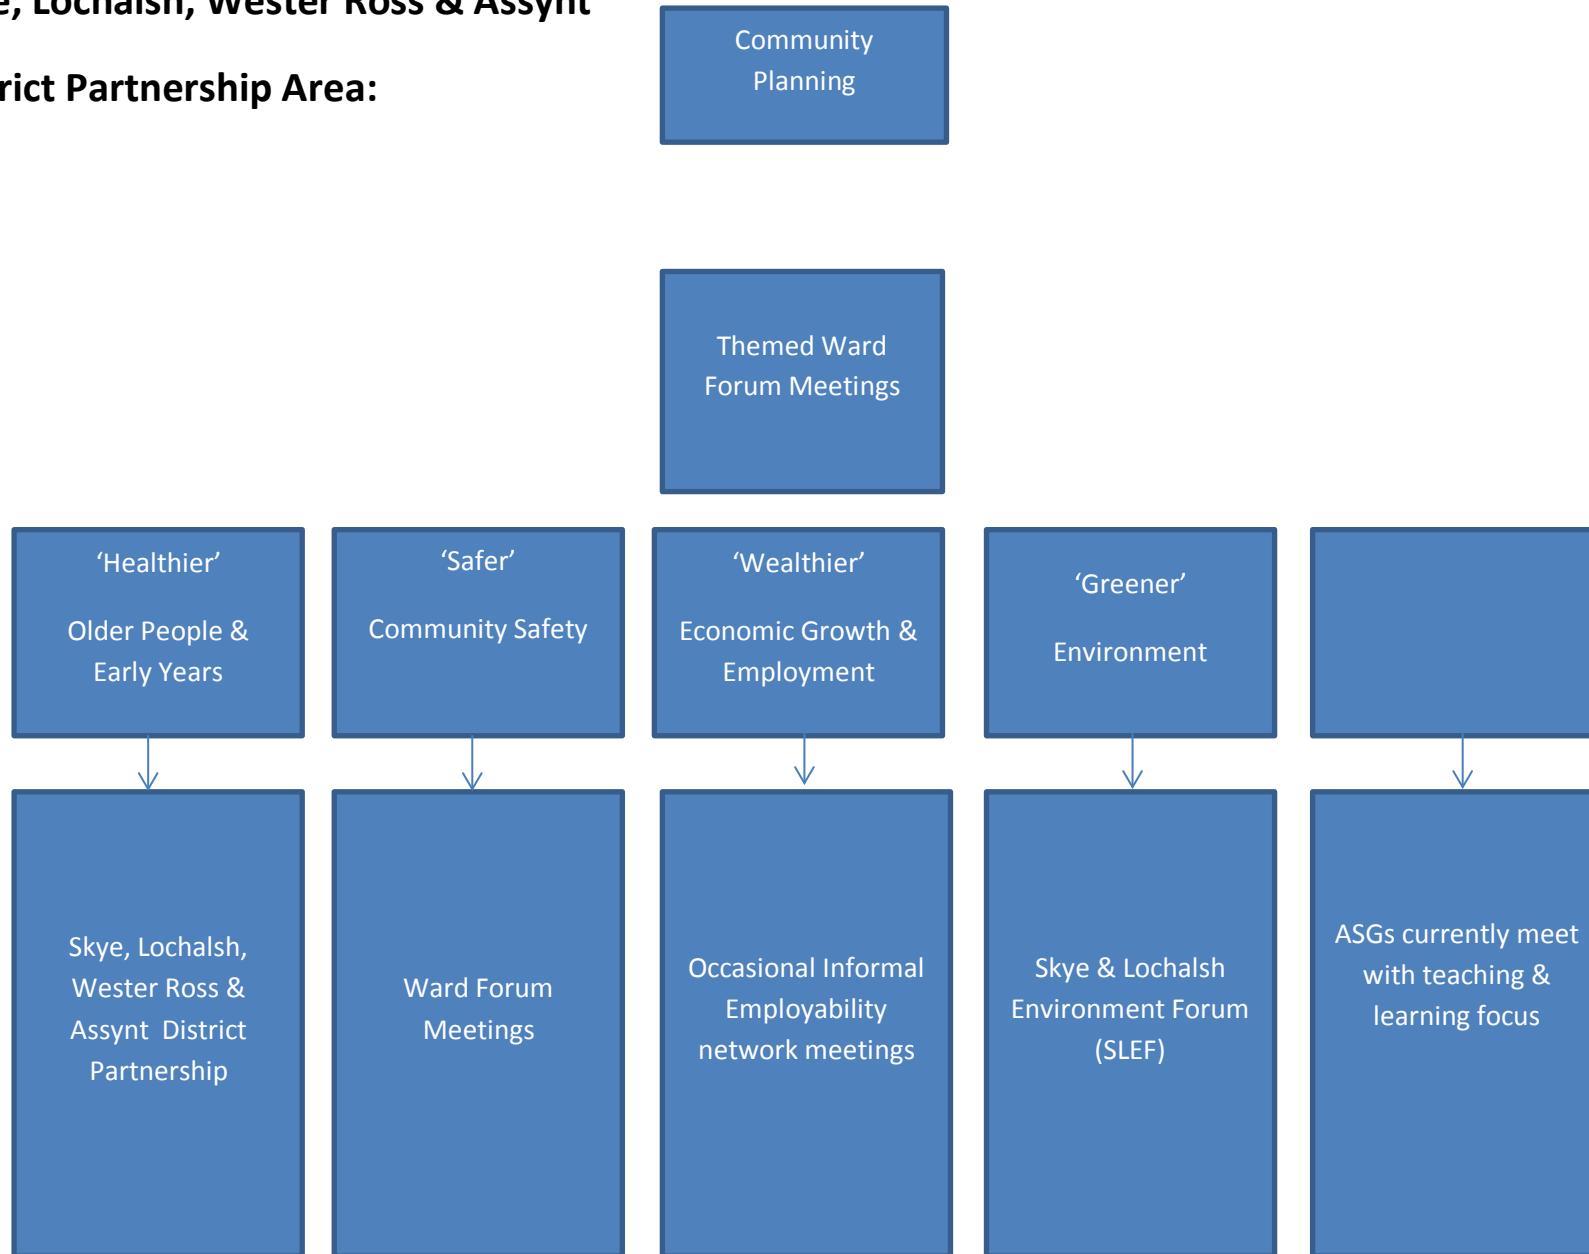 Lochalsh, Wester Ross & Assynt
District Partnership Area:
Community
Planning
Themed Ward
Forum Meetings
‘Healthier’
Older People &
Early Years
‘Safer’
Community Safety
‘Wealthier’
Economic Growth &
Employment
‘Greener’
Environment
Skye, Lochalsh,
Wester Ross &
Assynt District
Partnership
Ward Forum
Meetings
Occasional Informal
Employability
network meetings
Skye & Lochalsh
Environment Forum
(SLEF)
ASGs currently meet
with teaching &
learning focus